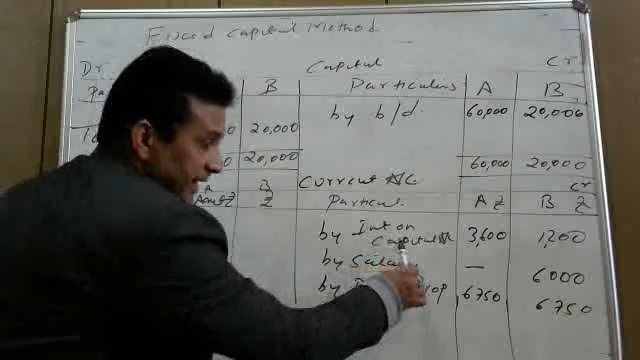 Fixed Capital Method
Dr Capital Cr
B Particulars A B
by b/d. 60,000 20,000
20,000
20,000 60,000 20,000
Current A/C Cr
A B
Particul A B
by Int on
Capital 3,600 1,200
by Sala — 6000
by 6750 6750